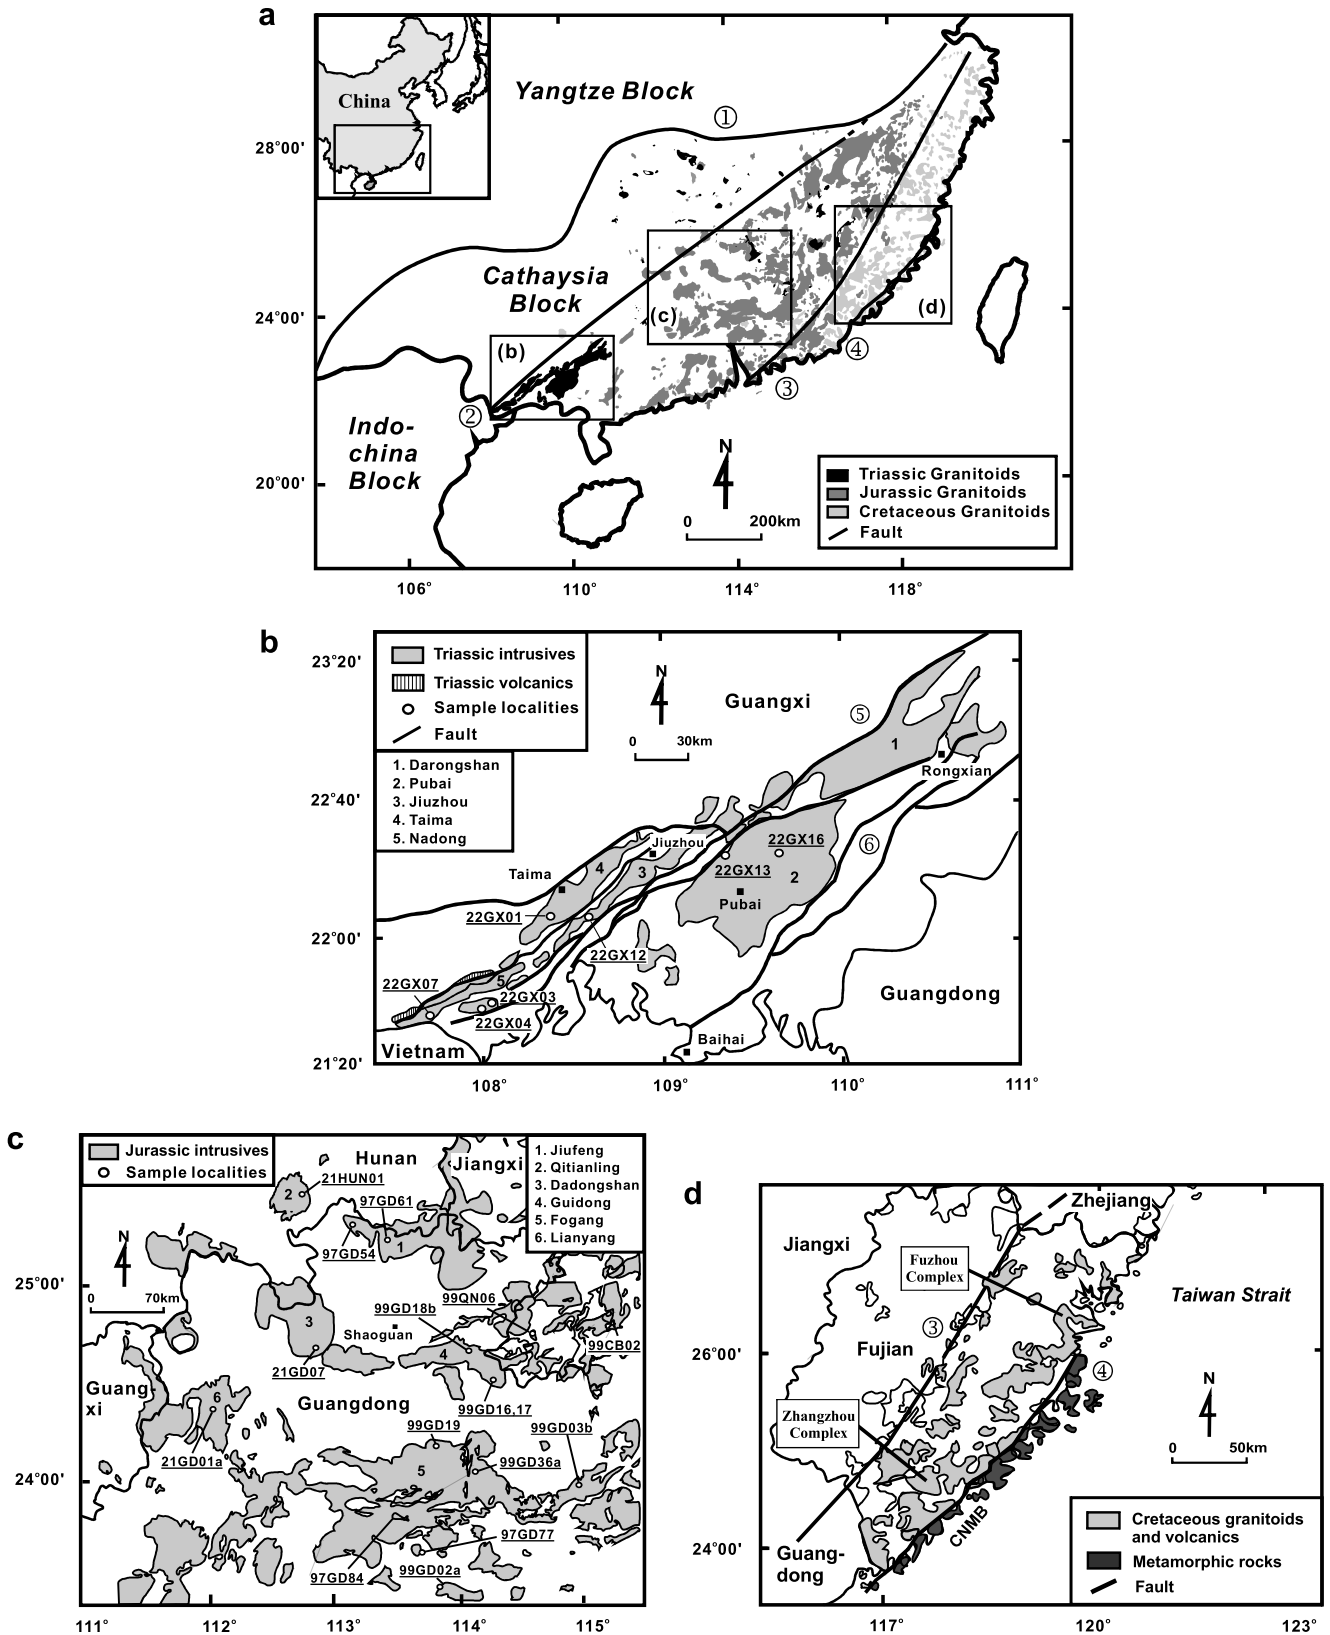 a
China
Yangtze Block
①
28°00'
Cathaysia
Block
(c)
(d)
24°00'
(b)
④
③
②
Indo-
china
Block
N
20°00'
0 200km
Triassic Granitoids
Jurassic Granitoids
Cretaceous Granitoids
Fault
106° 110° 114° 118°
b
Triassic intrusives
Triassic volcanics
Sample localities
Fault
1. Darongshan
2. Pubai
3. Jiuzhou
4. Taima
5. Nadong
N
0 30km
Guangxi
⑤
1
Rongxian
23°20'
22°40'
22°00'
21°20'
Jiuzhou
22GX16
⑥
Taima
4
3
22GX13
2
Pubai
22GX01
22GX12
22GX07
5
22GX03
22GX04
Guangdong
Baihai
Vietnam
108° 109° 110° 111°
c
Jurassic intrusives
Sample localities
Hunan
Jiangxi
1. Jiufeng
2. Qitianling
3. Dadongshan
4. Guidong
5. Fogang
6. Lianyang
2
21HUN01
97GD61
97GD54
1
N
25°00'
0 70km
99QN06
99GD18b
3
Shaoguan
4
99CB02
21GD07
Guang-
xi
6
Guangdong
99GD16,17
99GD19
99GD03b
21GD01a
24°00'
5
99GD36a
97GD77
97GD84
99GD02a
111° 112° 113° 114° 115°
d
Zhejiang
Jiangxi
Fuzhou
Complex
Taiwan Strait
③
Fujian
26°00'
④
N
Zhangzhou
Complex
0 50km
CNMB
24°00'
Guang-
dong
Cretaceous granitoids
and volcanics
Metamorphic rocks
Fault
117° 120° 123°